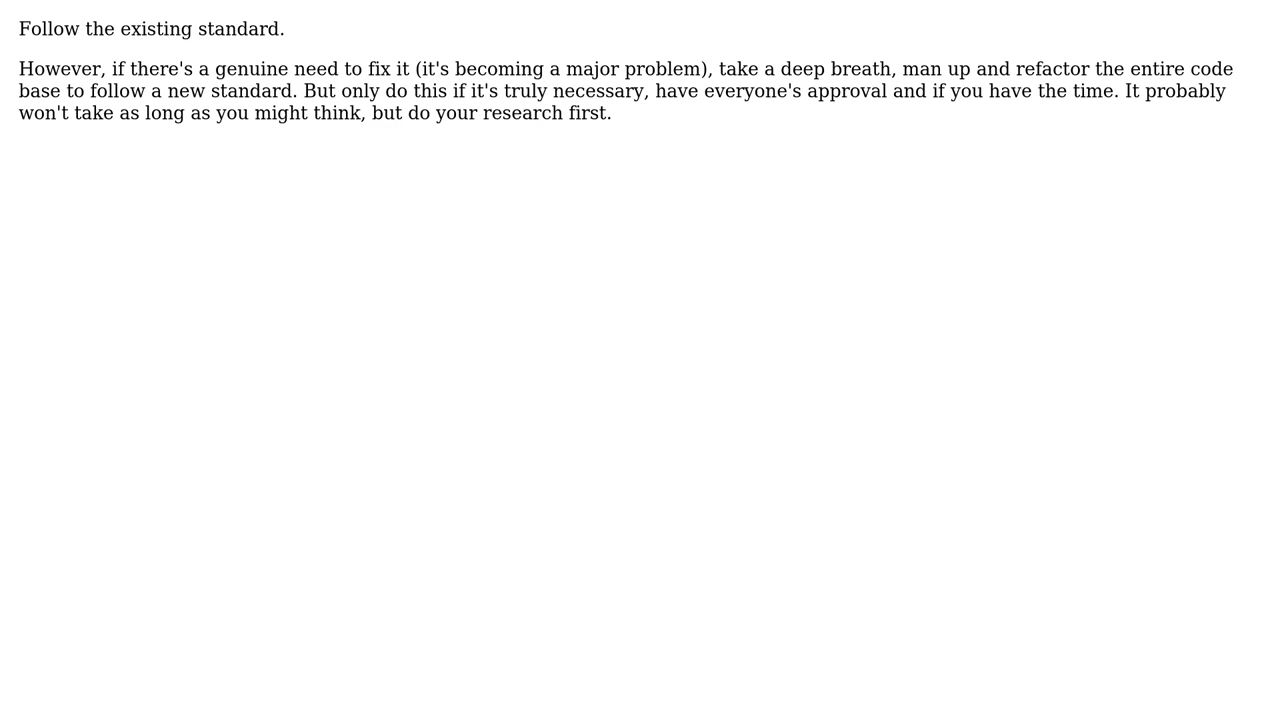 Follow the existing standard.
However, if there's a genuine need to fix it (it's becoming a major problem), take a deep breath, man up and refactor the entire code
base to follow a new standard. But only do this if it's truly necessary, have everyone's approval and if you have the time. It probably
won't take as long as you might think, but do your research first.